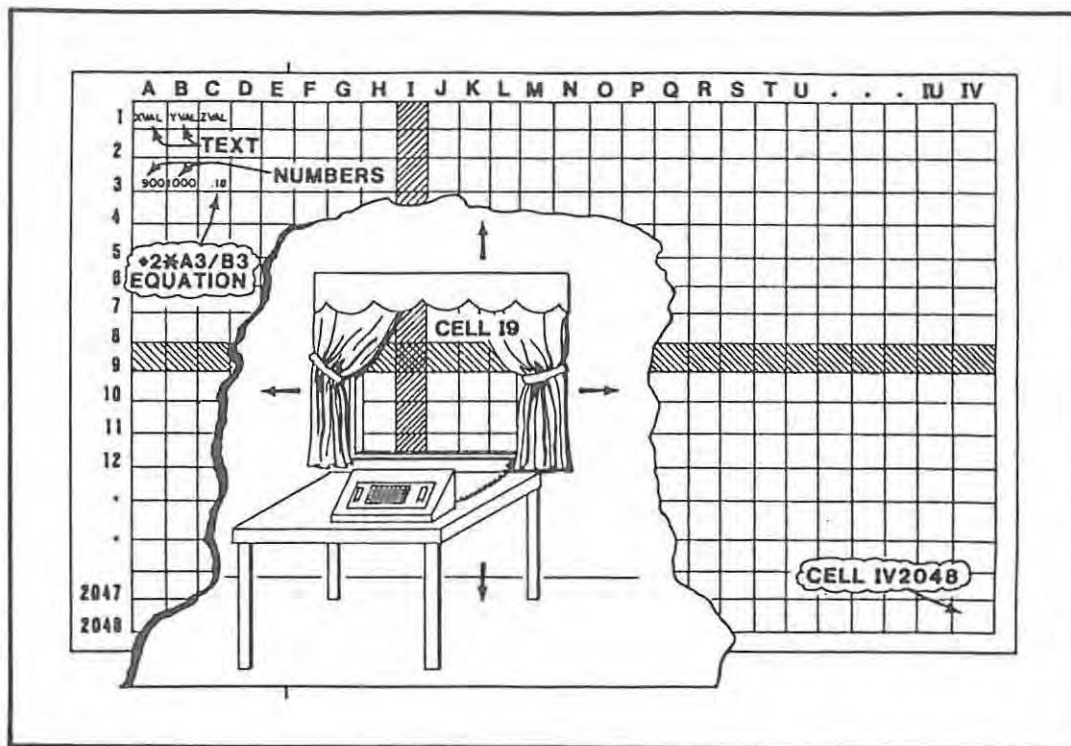 A B C D E F G H I J K L M N O P Q R S T U . . . IU IV
1 XVAL YVAL ZVAL
TEXT
2
NUMBERS
3 900 1000 .18
4
5
+2*A3/B3
6
EQUATION
7
CELL I9
8
9
10
11
12
.
.
CELL IV2048
2047
2048